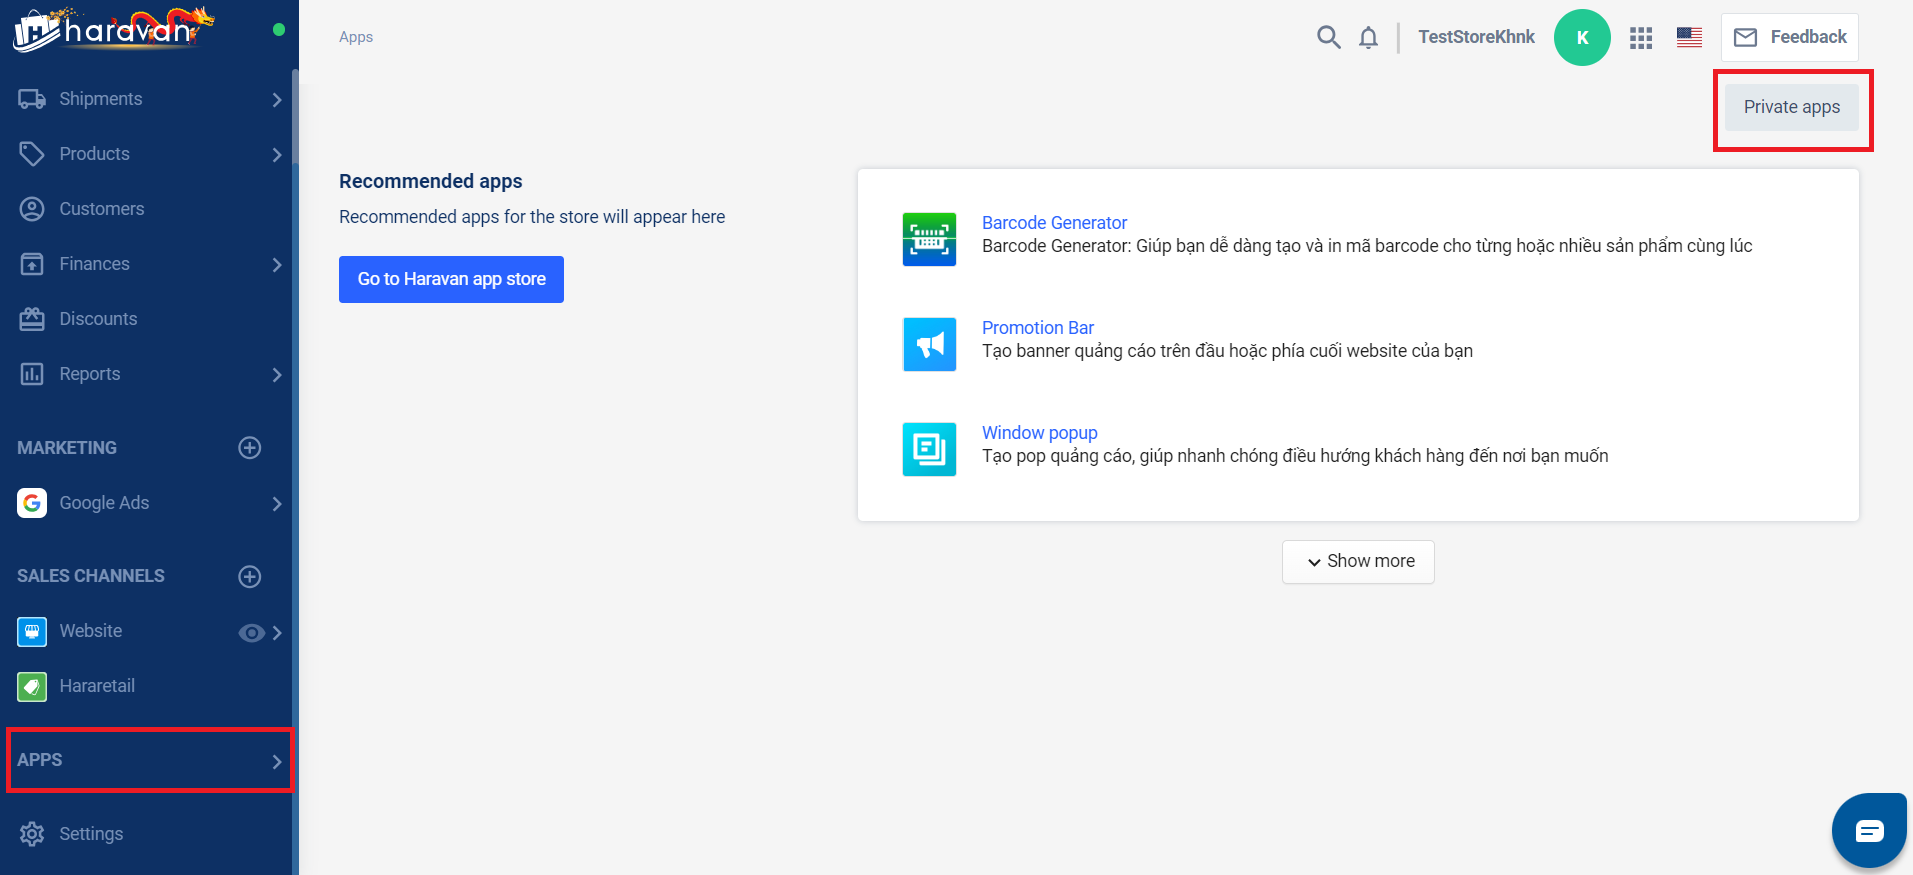 haravan
Shipments
Products
Customers
Finances
Discounts
Reports
MARKETING
Google Ads
SALES CHANNELS
Website
Hararetail
APPS
Settings
Apps
TestStoreKhnk
K
Feedback
Private apps
Recommended apps
Recommended apps for the store will appear here
Go to Haravan app store
Barcode Generator
Barcode Generator: Giúp bạn dễ dàng tạo và in mã barcode cho từng hoặc nhiều sản phẩm cùng lúc
Promotion Bar
Tạo banner quảng cáo trên đầu hoặc phía cuối website của bạn
Window popup
Tạo pop quảng cáo, giúp nhanh chóng điều hướng khách hàng đến nơi bạn muốn
Show more